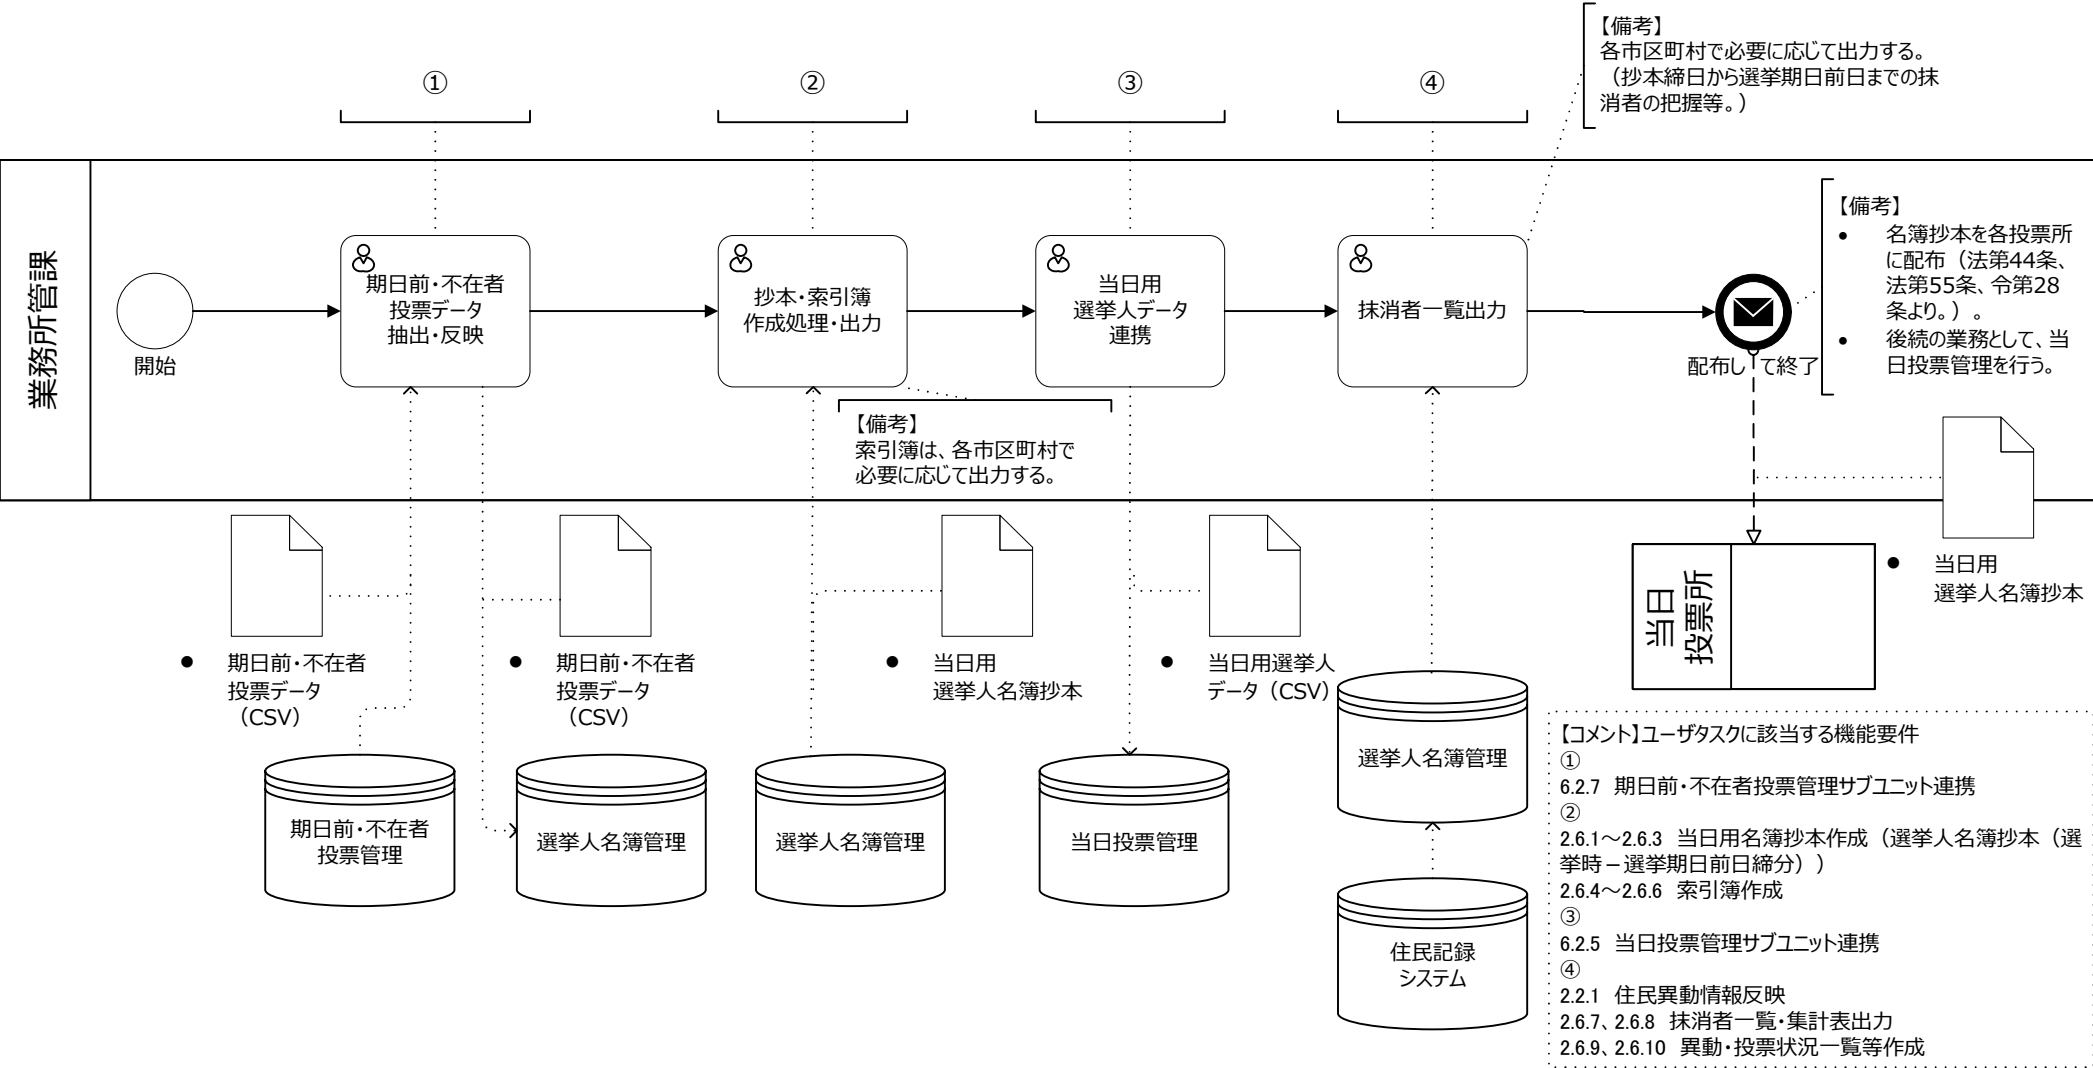 ①
②
③
④
【備考】
各市区町村で必要に応じて出力する。
（抄本締日から選挙期日前日までの抹
消者の把握等。）
業務所管課
開始
期日前・不在者
投票データ
抽出・反映
抄本・索引簿
作成処理・出力
当日用
選挙人データ
連携
抹消者一覧出力
配布して終了
【備考】
• 名簿抄本を各投票所
に配布（法第44条、
法第55条、令第28
条より。）。
• 後続の業務として、当
日投票管理を行う。
【備考】
索引簿は、各市区町村で
必要に応じて出力する。
● 期日前・不在者
投票データ
（CSV）
● 期日前・不在者
投票データ
（CSV）
● 当日用
選挙人名簿抄本
● 当日用選挙人
データ（CSV）
● 当日用
選挙人名簿抄本
当日
投票所
期日前・不在者
投票管理
選挙人名簿管理
選挙人名簿管理
当日投票管理
選挙人名簿管理
住民記録
システム
【コメント】ユーザタスクに該当する機能要件
①
6.2.7 期日前・不在者投票管理サブユニット連携
②
2.6.1～2.6.3 当日用名簿抄本作成（選挙人名簿抄本（選
挙時－選挙期日前日締分））
2.6.4～2.6.6 索引簿作成
③
6.2.5 当日投票管理サブユニット連携
④
2.2.1 住民異動情報反映
2.6.7、2.6.8 抹消者一覧・集計表出力
2.6.9、2.6.10 異動・投票状況一覧等作成